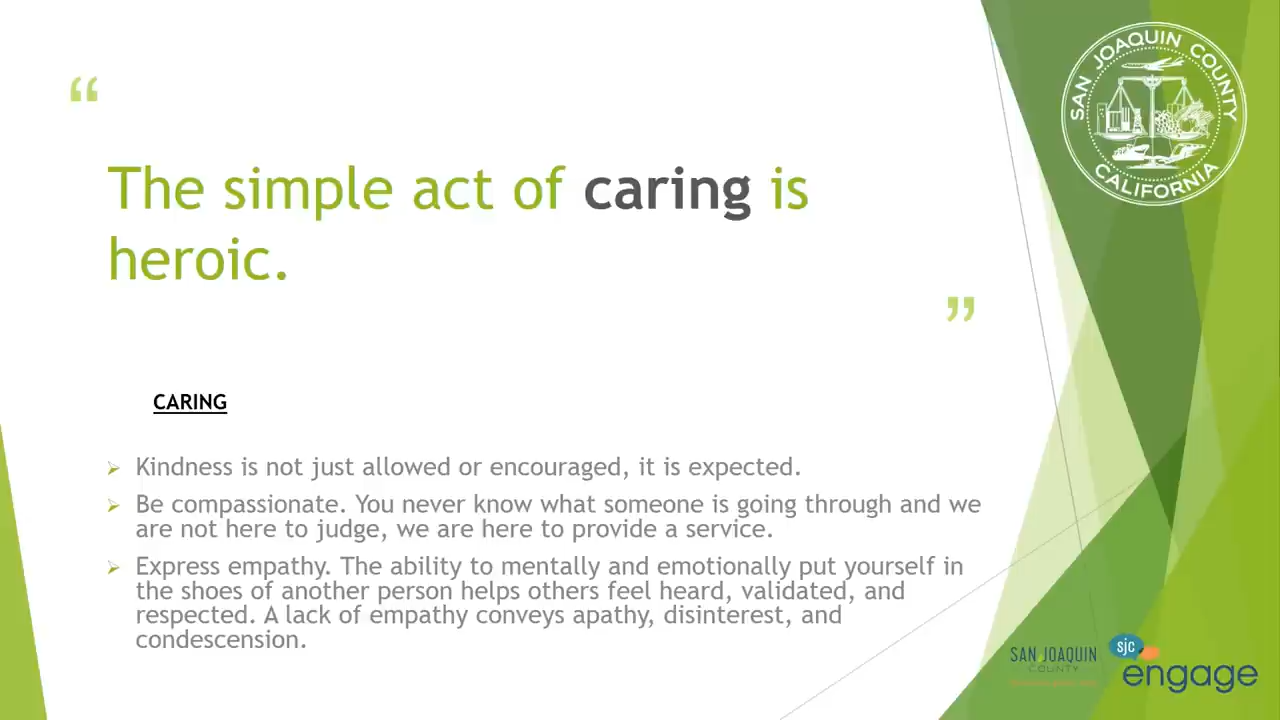 “
The simple act of caring is
heroic.
”
CARING
Kindness is not just allowed or encouraged, it is expected.
Be compassionate. You never know what someone is going through and we
are not here to judge, we are here to provide a service.
Express empathy. The ability to mentally and emotionally put yourself in
the shoes of another person helps others feel heard, validated, and
respected. A lack of empathy conveys apathy, disinterest, and
condescension.
SAN JOAQUIN COUNTY
CALIFORNIA
SAN JOAQUIN
COUNTY
sjc
engage